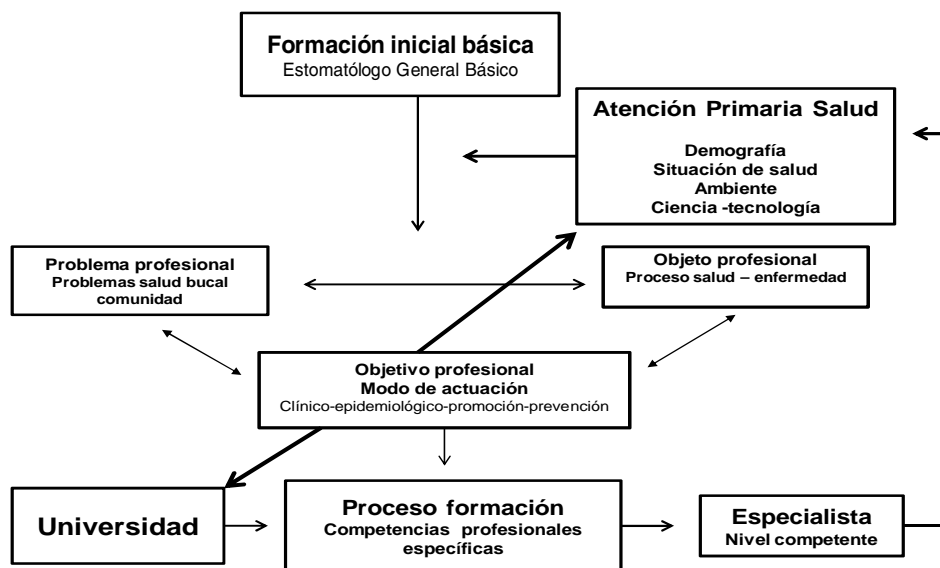 Formación inicial básica
Estomatólogo General Básico
Atención Primaria Salud
Demografía
Situación de salud
Ambiente
Ciencia -tecnología
Problema profesional
Problemas salud bucal
comunidad
Objeto profesional
Proceso salud – enfermedad
Objetivo profesional
Modo de actuación
Clínico-epidemiológico-promoción-prevención
Universidad
Proceso formación
Competencias profesionales
específicas
Especialista
Nivel competente